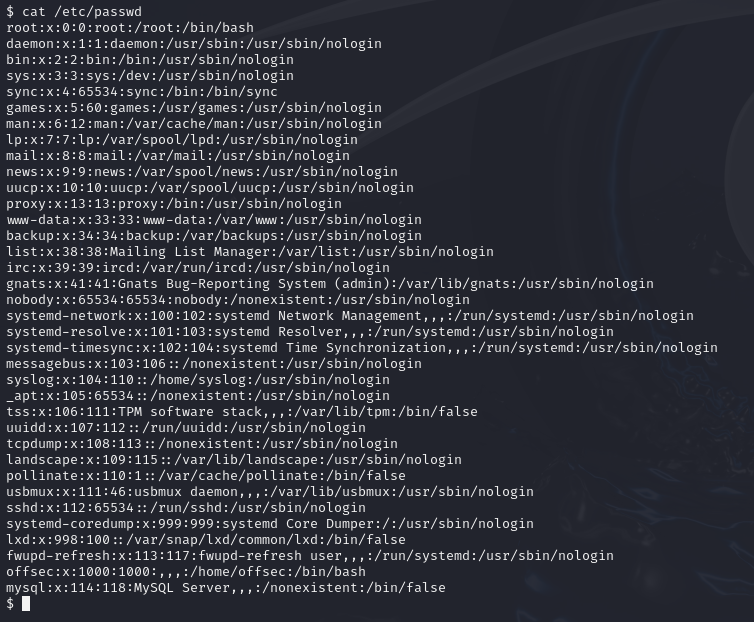 $ cat /etc/passwd
root:x:0:0:root:/root:/bin/bash
daemon:x:1:1:daemon:/usr/sbin:/usr/sbin/nologin
bin:x:2:2:bin:/bin:/usr/sbin/nologin
sys:x:3:3:sys:/dev:/usr/sbin/nologin
sync:x:4:65534:sync:/bin:/bin/sync
games:x:5:60:games:/usr/games:/usr/sbin/nologin
man:x:6:12:man:/var/cache/man:/usr/sbin/nologin
lp:x:7:7:lp:/var/spool/lpd:/usr/sbin/nologin
mail:x:8:8:mail:/var/mail:/usr/sbin/nologin
news:x:9:9:news:/var/spool/news:/usr/sbin/nologin
uucp:x:10:10:uucp:/var/spool/uucp:/usr/sbin/nologin
proxy:x:13:13:proxy:/bin:/usr/sbin/nologin
www-data:x:33:33:www-data:/var/www:/usr/sbin/nologin
backup:x:34:34:backup:/var/backups:/usr/sbin/nologin
list:x:38:38:Mailing List Manager:/var/list:/usr/sbin/nologin
irc:x:39:39:ircd:/var/run/ircd:/usr/sbin/nologin
gnats:x:41:41:Gnats Bug-Reporting System (admin):/var/lib/gnats:/usr/sbin/nologin
nobody:x:65534:65534:nobody:/nonexistent:/usr/sbin/nologin
systemd-network:x:100:102:systemd Network Management,,,:/run/systemd:/usr/sbin/nologin
systemd-resolve:x:101:103:systemd Resolver,,,:/run/systemd:/usr/sbin/nologin
systemd-timesync:x:102:104:systemd Time Synchronization,,,:/run/systemd:/usr/sbin/nologin
messagebus:x:103:106::/nonexistent:/usr/sbin/nologin
syslog:x:104:110::/home/syslog:/usr/sbin/nologin
_apt:x:105:65534::/nonexistent:/usr/sbin/nologin
tss:x:106:111:TPM software stack,,,:/var/lib/tpm:/bin/false
uuidd:x:107:112::/run/uuidd:/usr/sbin/nologin
tcpdump:x:108:113::/nonexistent:/usr/sbin/nologin
landscape:x:109:115::/var/lib/landscape:/usr/sbin/nologin
pollinate:x:110:1::/var/cache/pollinate:/bin/false
usbmux:x:111:46:usbmux daemon,,,:/var/lib/usbmux:/usr/sbin/nologin
sshd:x:112:65534::/run/sshd:/usr/sbin/nologin
systemd-coredump:x:999:999:systemd Core Dumper:/:/usr/sbin/nologin
lxd:x:998:100::/var/snap/lxd/common/lxd:/bin/false
fwupd-refresh:x:113:117:fwupd-refresh user,,,:/run/systemd:/usr/sbin/nologin
offsec:x:1000:1000:,,,:/home/offsec:/bin/bash
mysql:x:114:118:MySQL Server,,,:/nonexistent:/bin/false
$